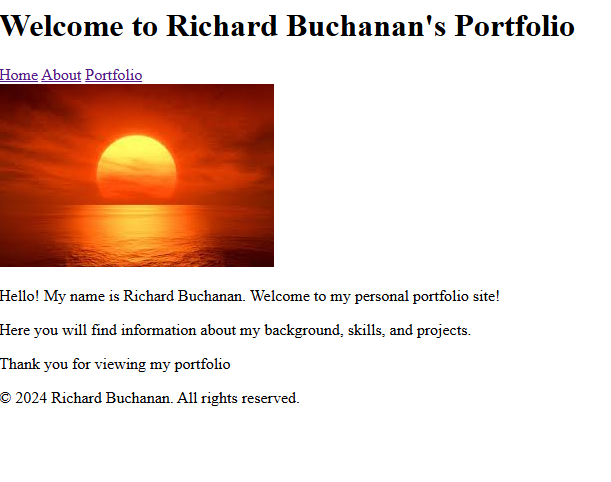 Welcome to Richard Buchanan's Portfolio
Home About Portfolio
Hello! My name is Richard Buchanan. Welcome to my personal portfolio site!
Here you will find information about my background, skills, and projects.
Thank you for viewing my portfolio
© 2024 Richard Buchanan. All rights reserved.